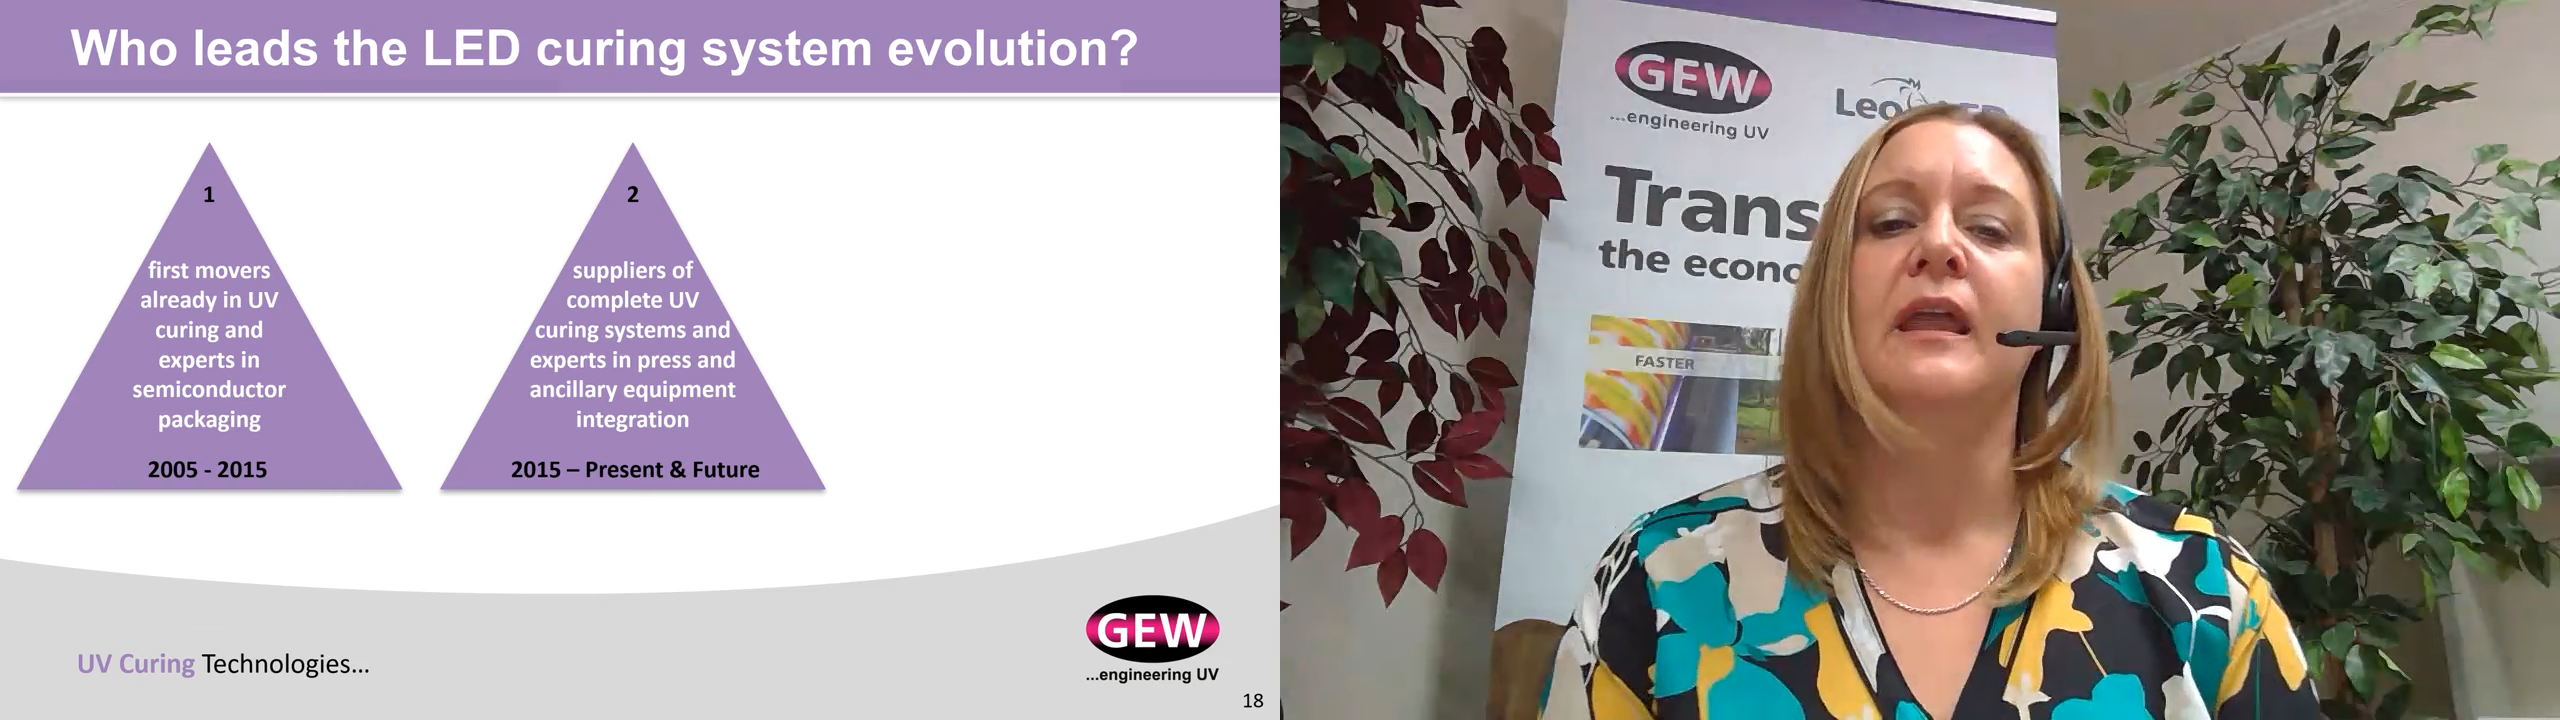 Who leads the LED curing system evolution?
1
first movers
already in UV
curing and
experts in
semiconductor
packaging
2005 - 2015
2
suppliers of
complete UV
curing systems and
experts in press and
ancillary equipment
integration
2015 – Present & Future
UV Curing Technologies...
GEW
...engineering UV
18
GEW
...engineering UV
Leo
Trans
the econo
FASTER